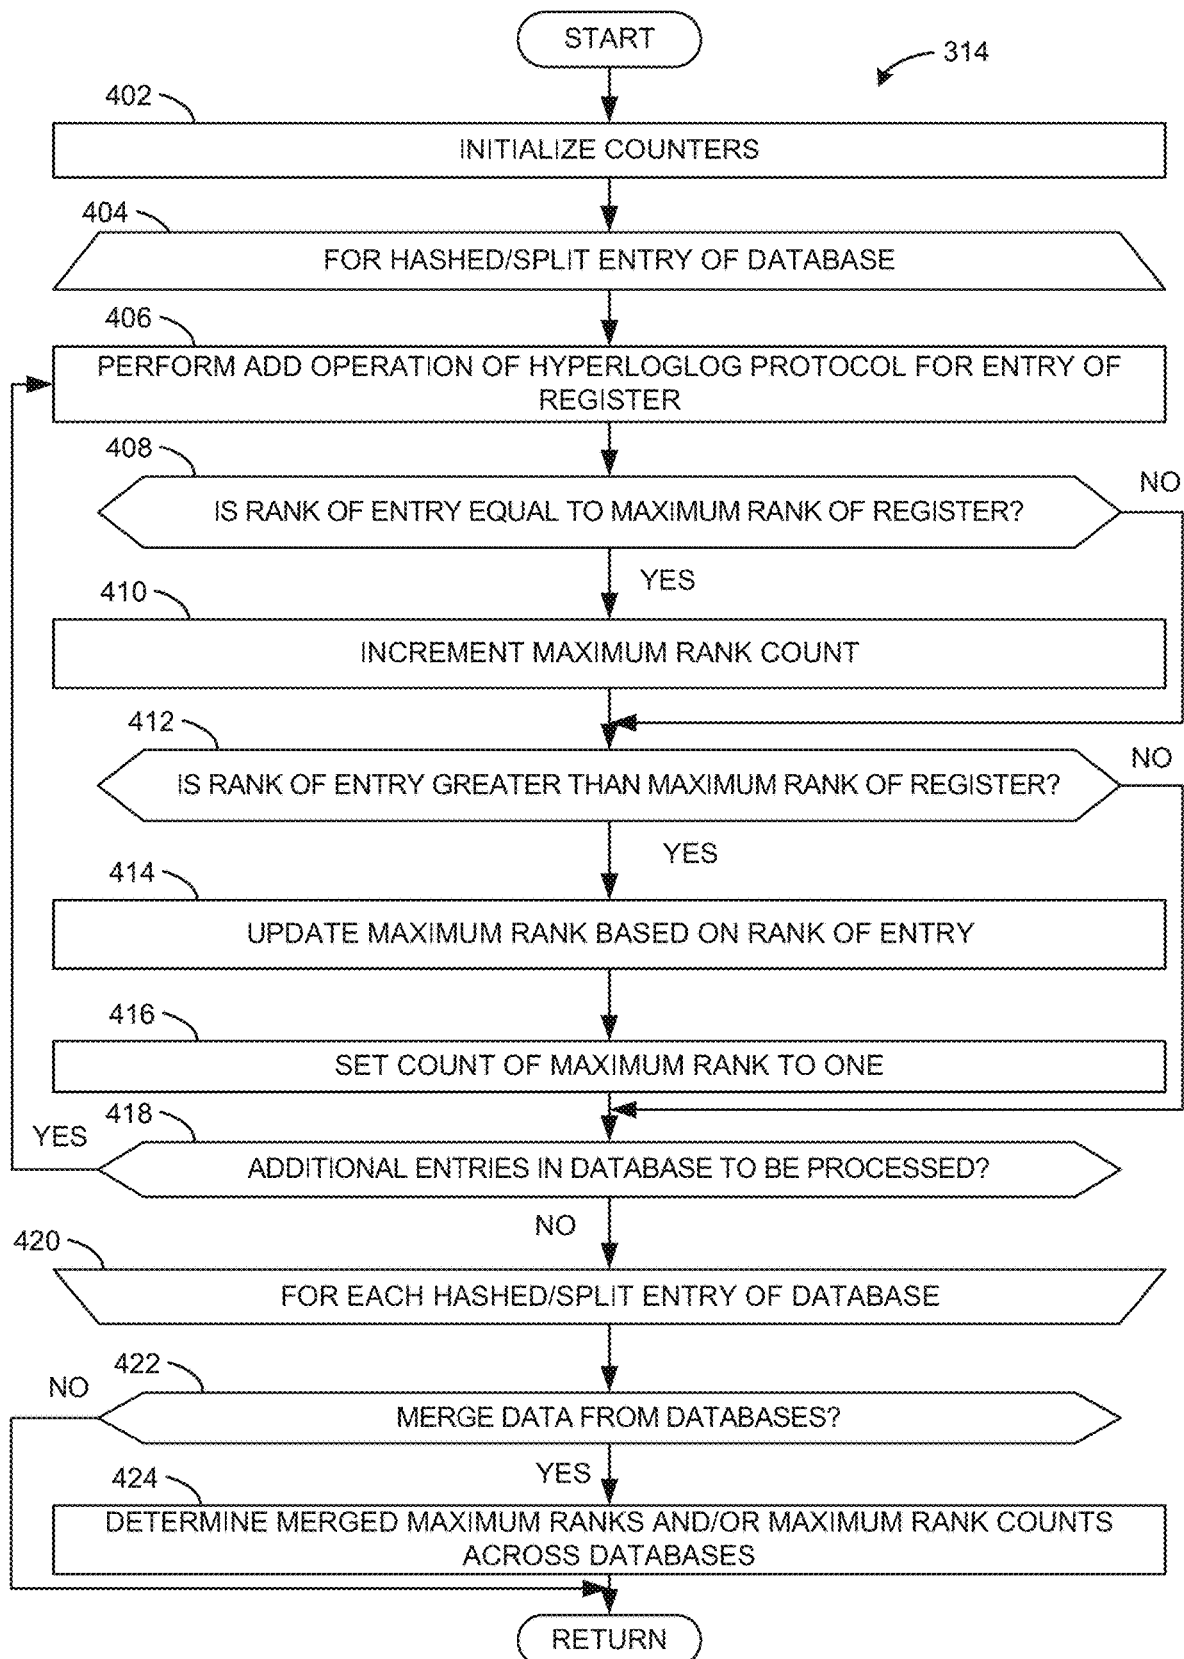 START
314
402
INITIALIZE COUNTERS
404
FOR HASHED/SPLIT ENTRY OF DATABASE
406
PERFORM ADD OPERATION OF HYPERLOGLOG PROTOCOL FOR ENTRY OF
REGISTER
408
IS RANK OF ENTRY EQUAL TO MAXIMUM RANK OF REGISTER?
NO
YES
410
INCREMENT MAXIMUM RANK COUNT
412
IS RANK OF ENTRY GREATER THAN MAXIMUM RANK OF REGISTER?
NO
YES
414
UPDATE MAXIMUM RANK BASED ON RANK OF ENTRY
416
SET COUNT OF MAXIMUM RANK TO ONE
418
YES
ADDITIONAL ENTRIES IN DATABASE TO BE PROCESSED?
NO
420
FOR EACH HASHED/SPLIT ENTRY OF DATABASE
422
NO
MERGE DATA FROM DATABASES?
YES
424
DETERMINE MERGED MAXIMUM RANKS AND/OR MAXIMUM RANK COUNTS
ACROSS DATABASES
RETURN